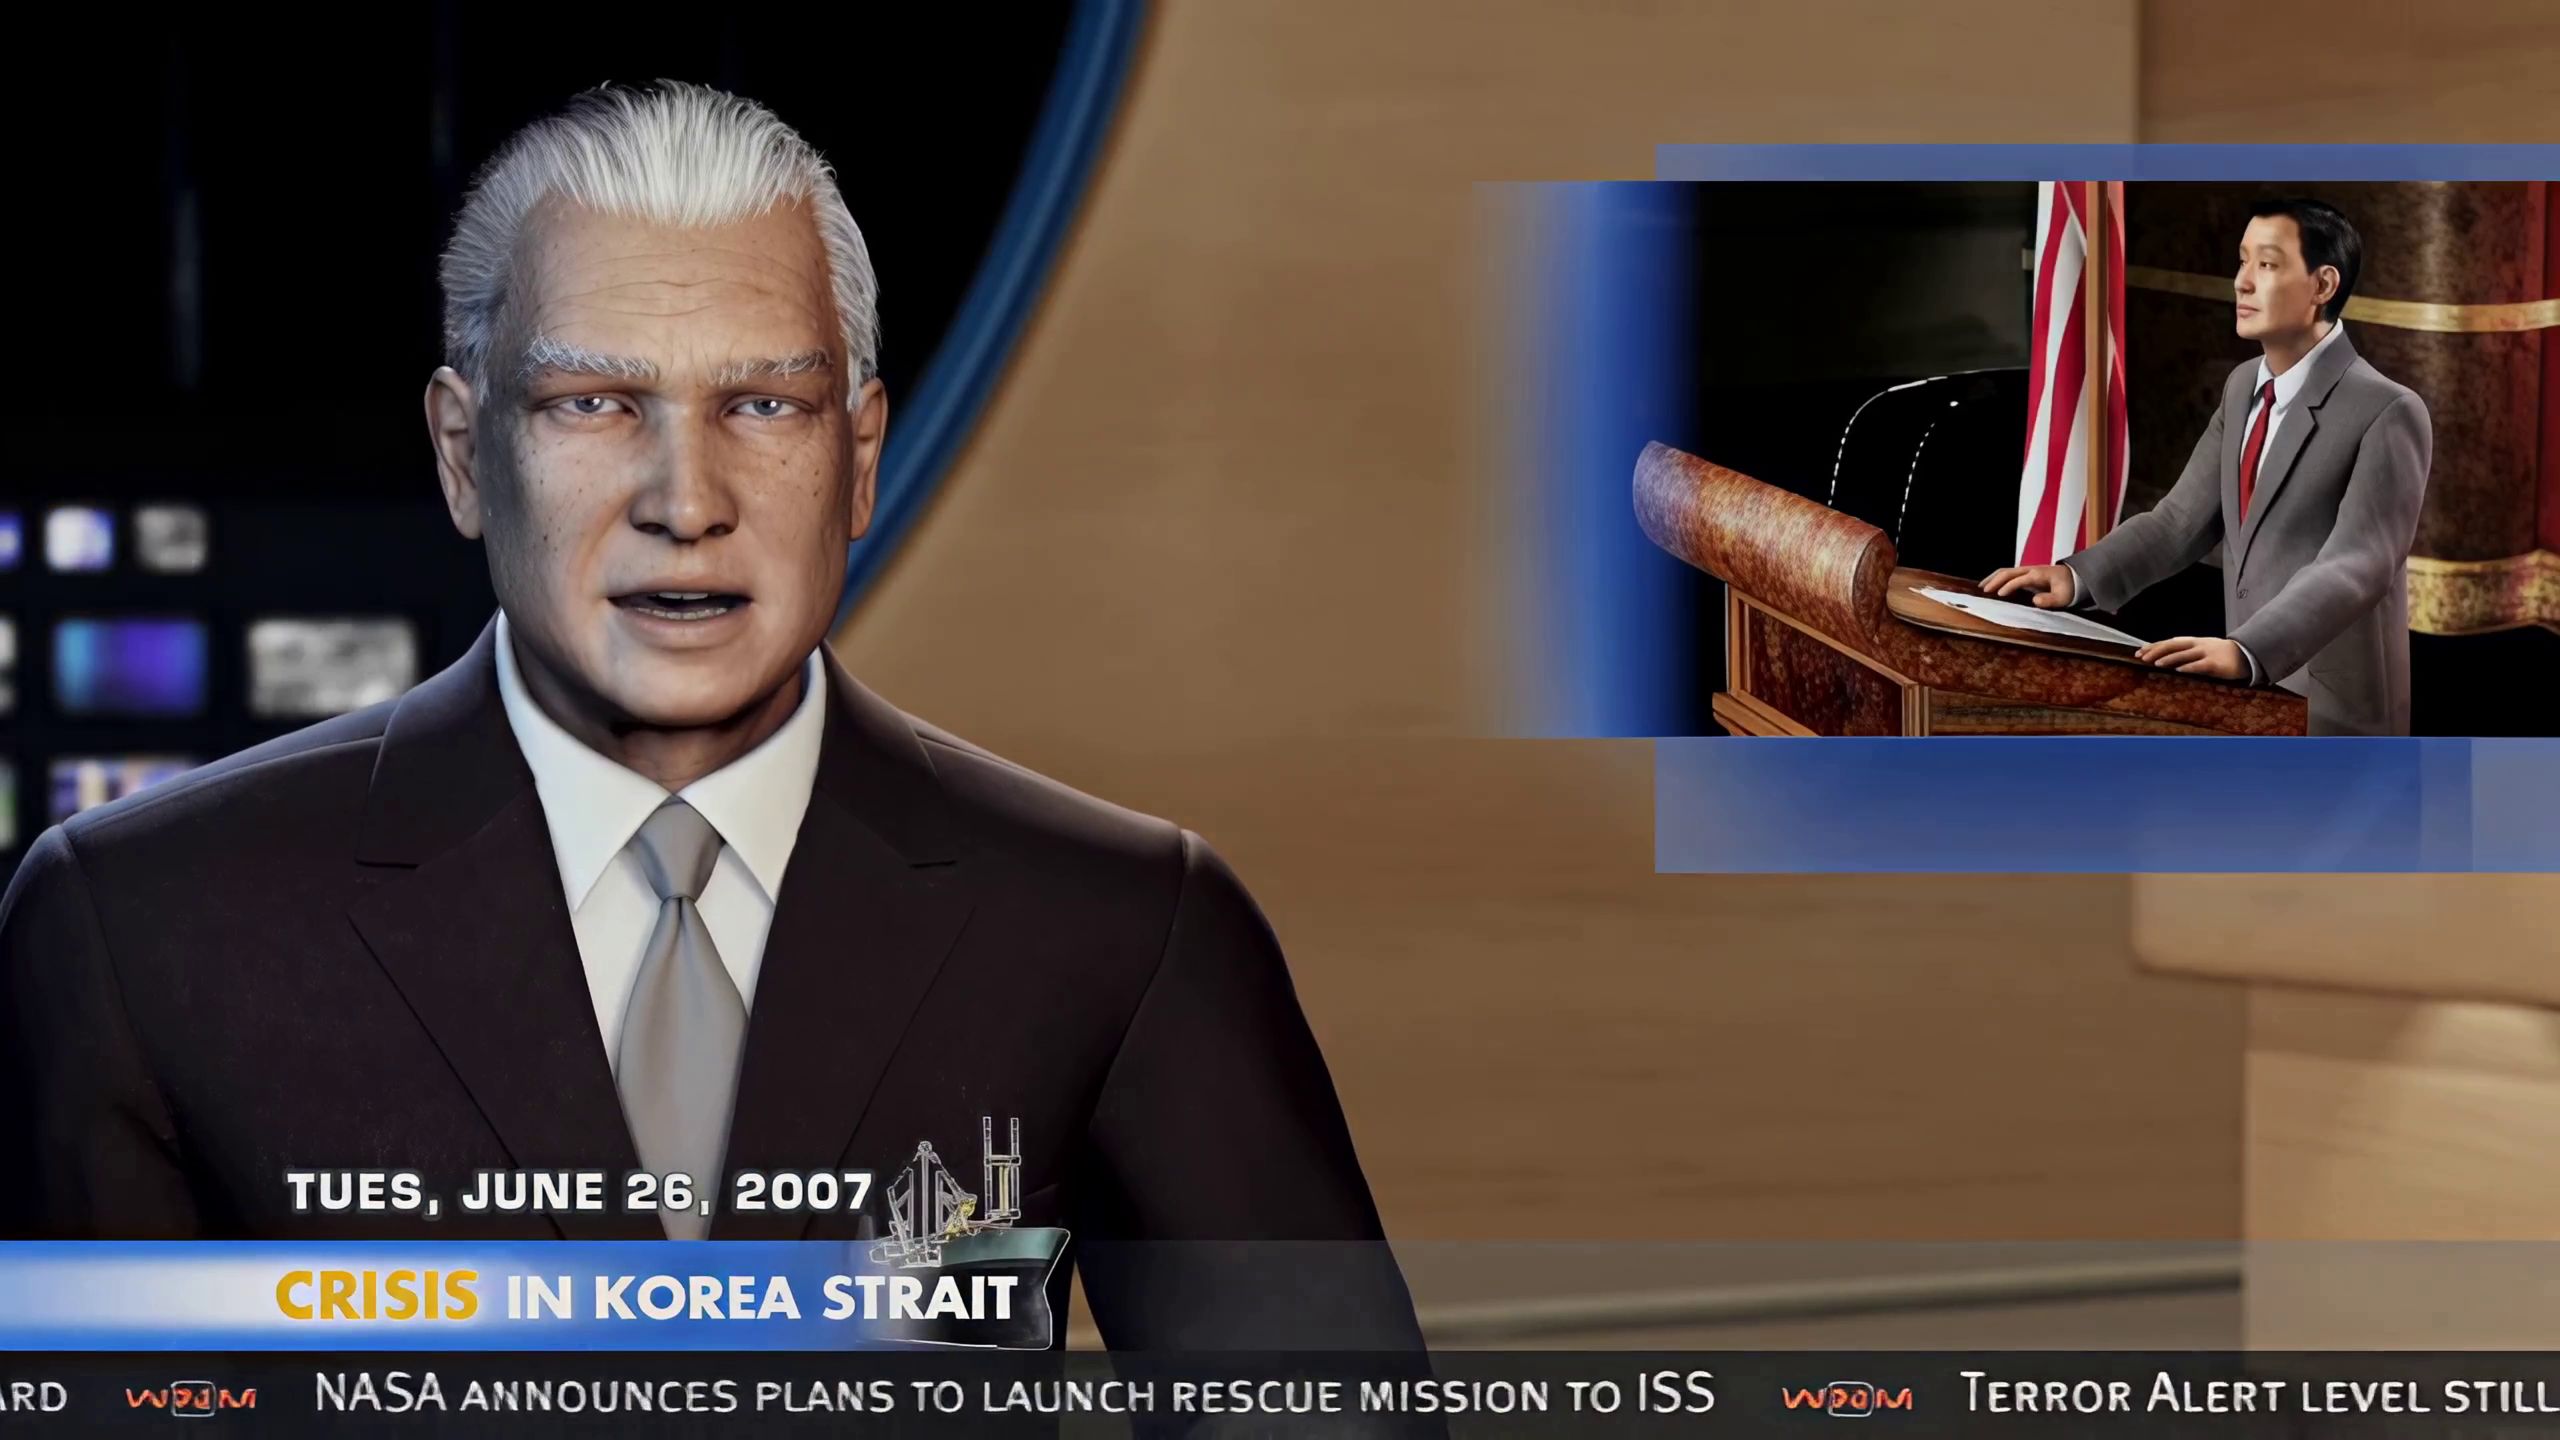 TUES, JUNE 26, 2007
CRISIS IN KOREA STRAIT
ARD NASA ANNOUNCES PLANS TO LAUNCH RESCUE MISSION TO ISS TERROR ALERT LEVEL STILL